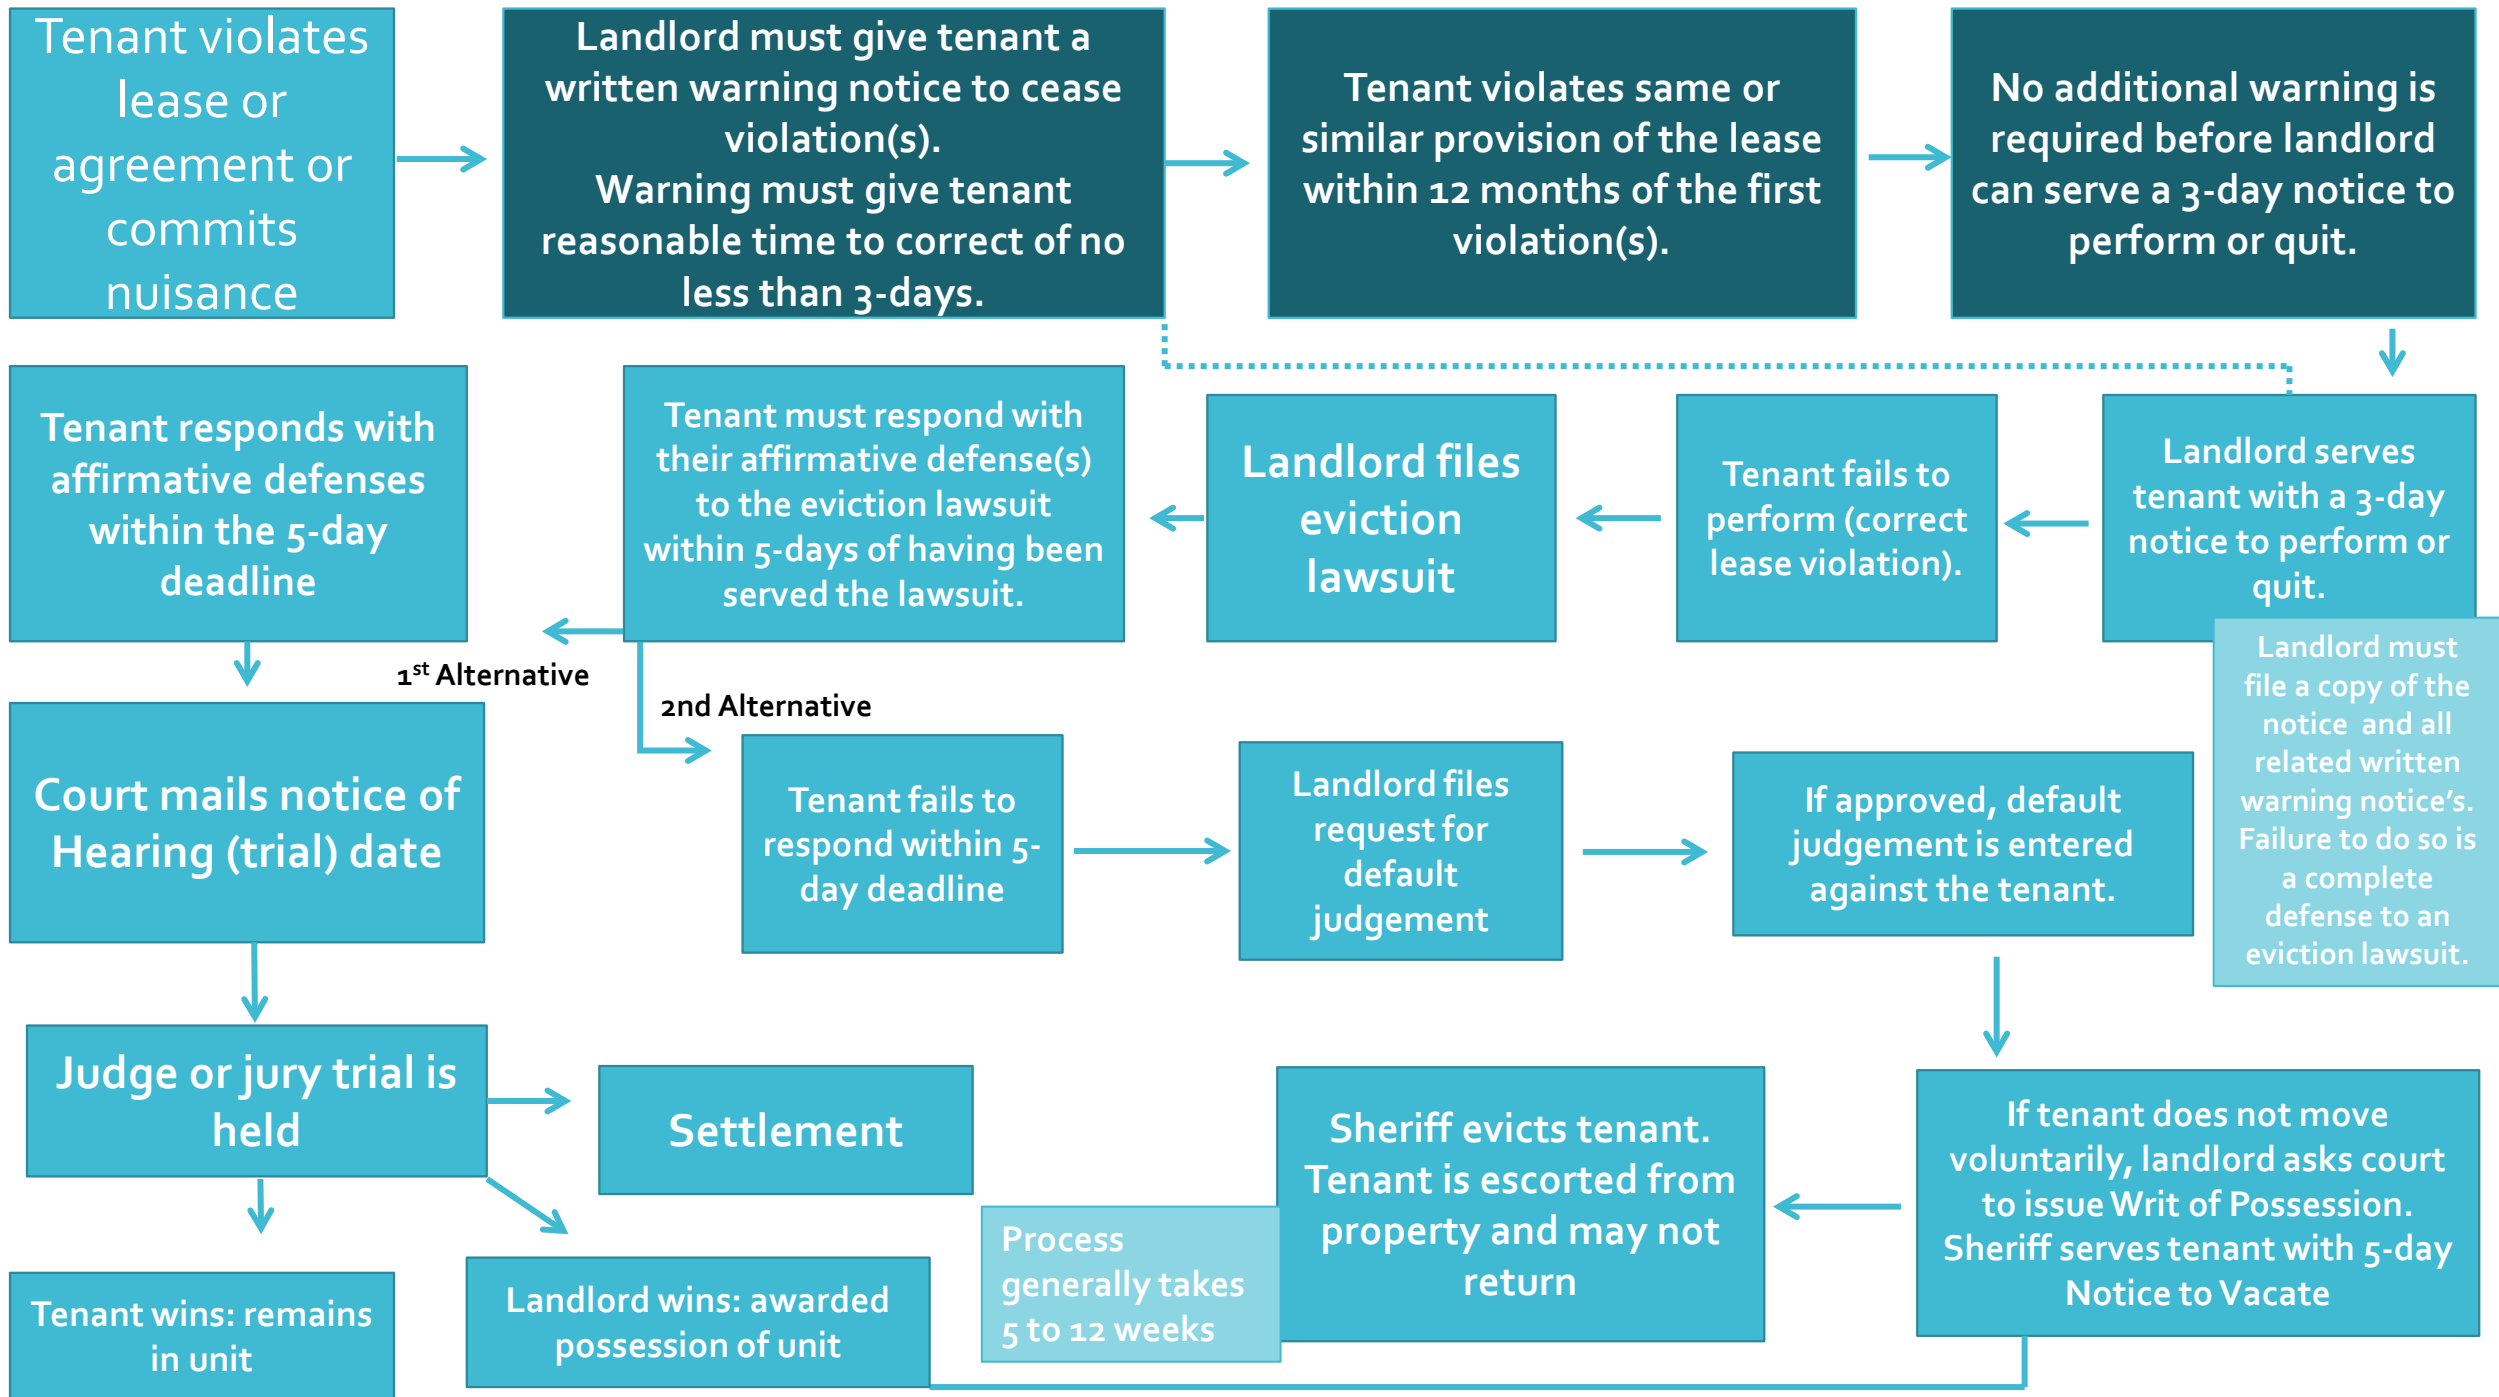 Tenant violates
lease or
agreement or
commits
nuisance
Landlord must give tenant a
written warning notice to cease
violation(s).
Warning must give tenant
reasonable time to correct of no
less than 3-days.
Tenant violates same or
similar provision of the lease
within 12 months of the first
violation(s).
No additional warning is
required before landlord
can serve a 3-day notice to
perform or quit.
Landlord serves
tenant with a 3-day
notice to perform or
quit.
Landlord must
file a copy of the
notice and all
related written
warning notice’s.
Failure to do so is
a complete
defense to an
eviction lawsuit.
Tenant fails to
perform (correct
lease violation).
Landlord files
eviction
lawsuit
Tenant must respond with
their affirmative defense(s)
to the eviction lawsuit
within 5-days of having been
served the lawsuit.
1st Alternative
Tenant responds with
affirmative defenses
within the 5-day
deadline
Court mails notice of
Hearing (trial) date
Judge or jury trial is
held
Settlement
Tenant wins: remains
in unit
Landlord wins: awarded
possession of unit
2nd Alternative
Tenant fails to
respond within 5-
day deadline
Landlord files
request for
default
judgement
If approved, default
judgement is entered
against the tenant.
If tenant does not move
voluntarily, landlord asks court
to issue Writ of Possession.
Sheriff serves tenant with 5-day
Notice to Vacate
Sheriff evicts tenant.
Tenant is escorted from
property and may not
return
Process
generally takes
5 to 12 weeks